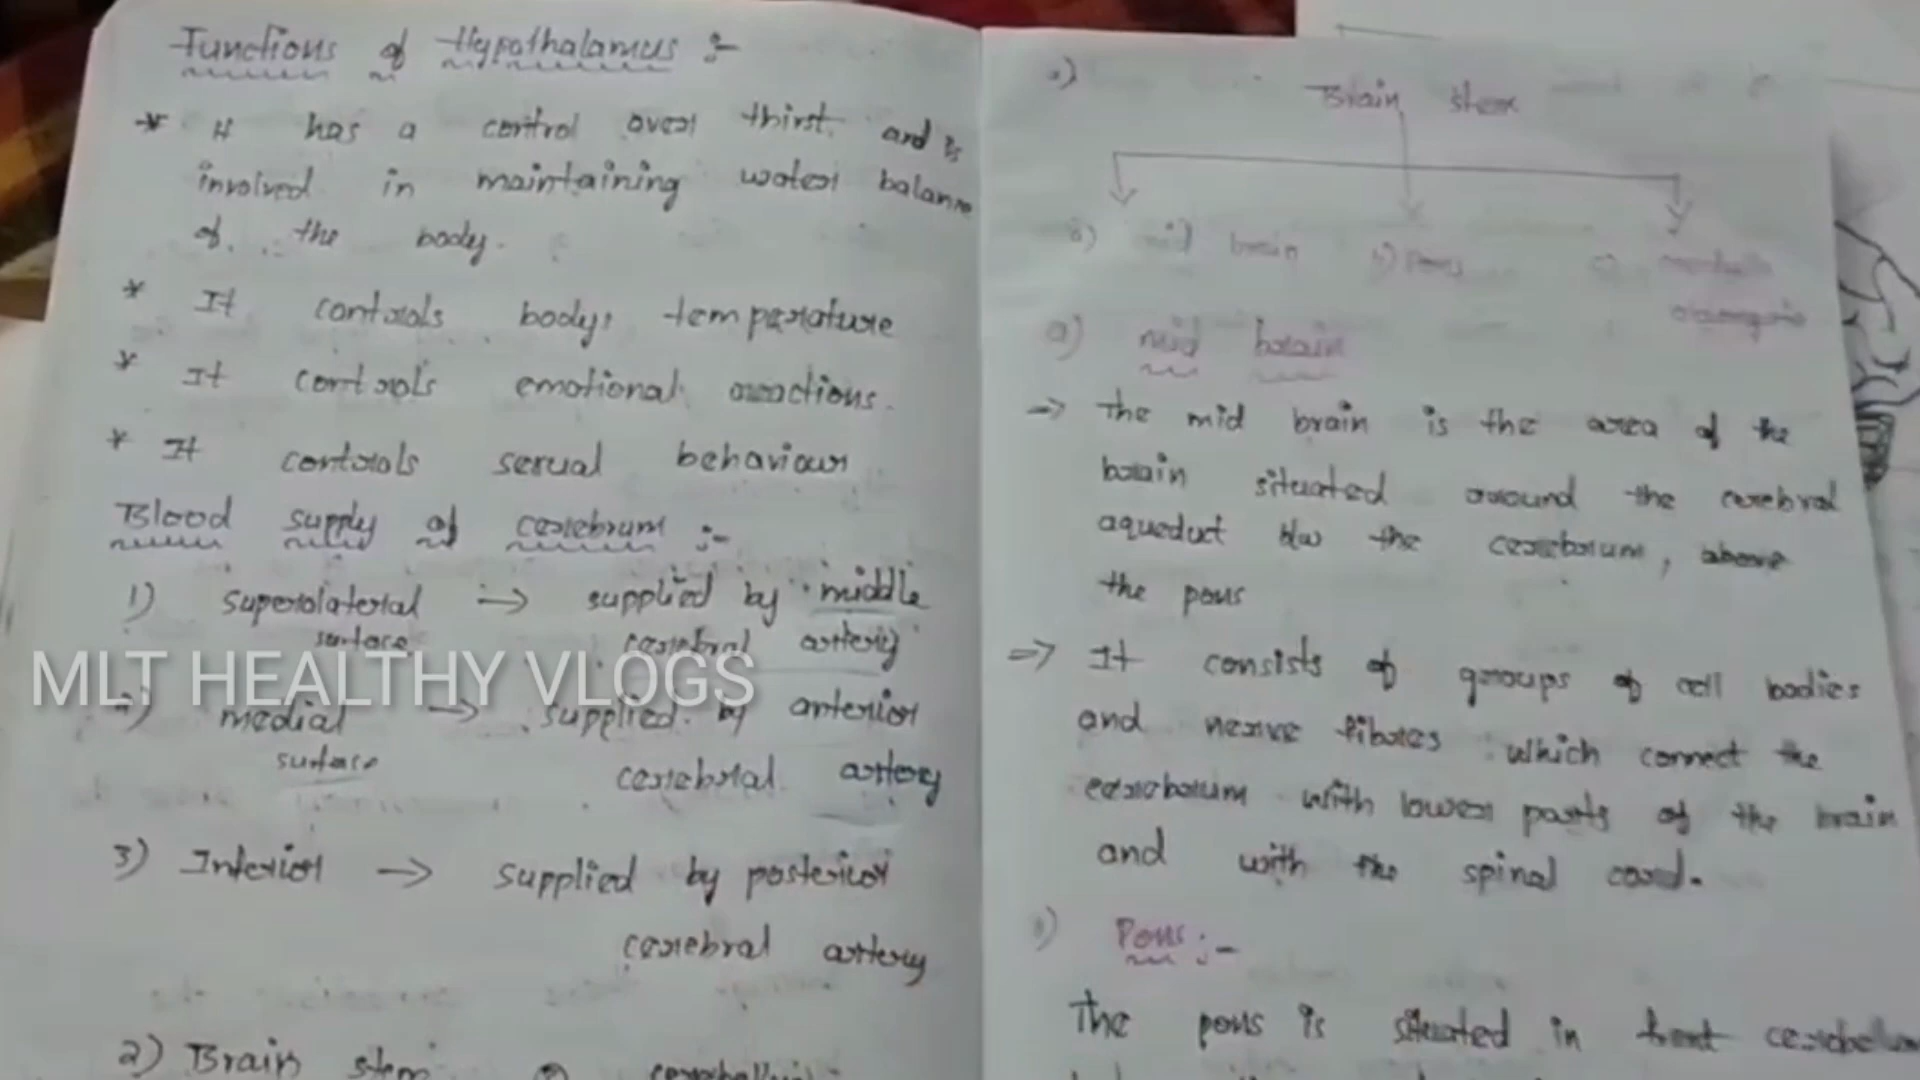 Functions of Hypothalamus :-
* It has a control over thirst and is
involved in maintaining water balance
of the body.
* It controls body temperature
* It controls emotional reactions.
* It controls sexual behaviour
Blood supply of cerebrum :-
1) superolaterial → supplied by middle
surface cerebral artery
2) medial → supplied by anterior
surface cerebral artery
3) Interior → supplied by posterior
cerebral artery
2) Brain stem
MLT HEALTHY VLOGS
Brain stem
a) mid brain b) Pons c)
a) mid brain
→ The mid brain is the area of the
brain situated around the cerebral
aqueduct b/w the cerebrum, above
the pons
⇒ It consists of groups of cell bodies
and nerve fibres which connect the
cerebrum with lower parts of the brain
and with the spinal cord.
Pons :-
The pons is situated in front cerebellum